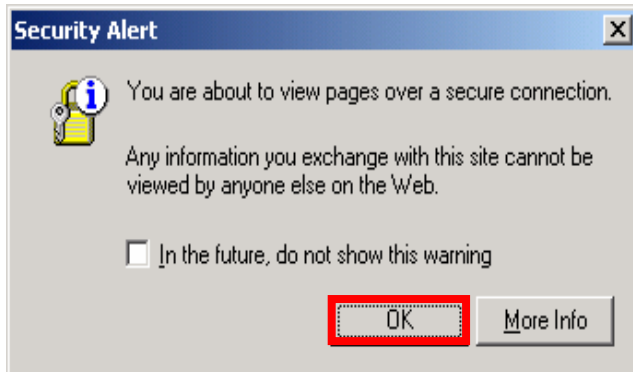 Security Alert
You are about to view pages over a secure connection.
Any information you exchange with this site cannot be
viewed by anyone else on the Web.
In the future, do not show this warning
OK
More Info